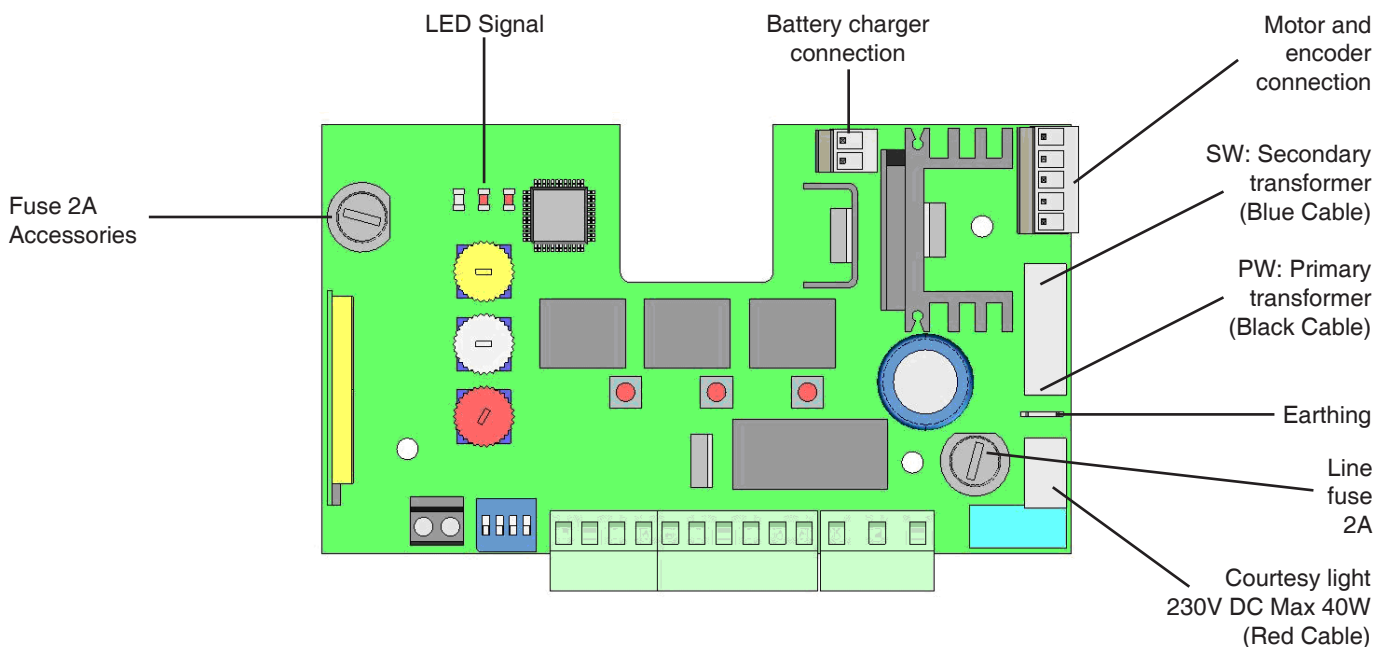 LED Signal
Battery charger
connection
Motor and
encoder
connection
SW: Secondary
transformer
(Blue Cable)
Fuse 2A
Accessories
PW: Primary
transformer
(Black Cable)
Earthing
Line
fuse
2A
Courtesy light
230V DC Max 40W
(Red Cable)